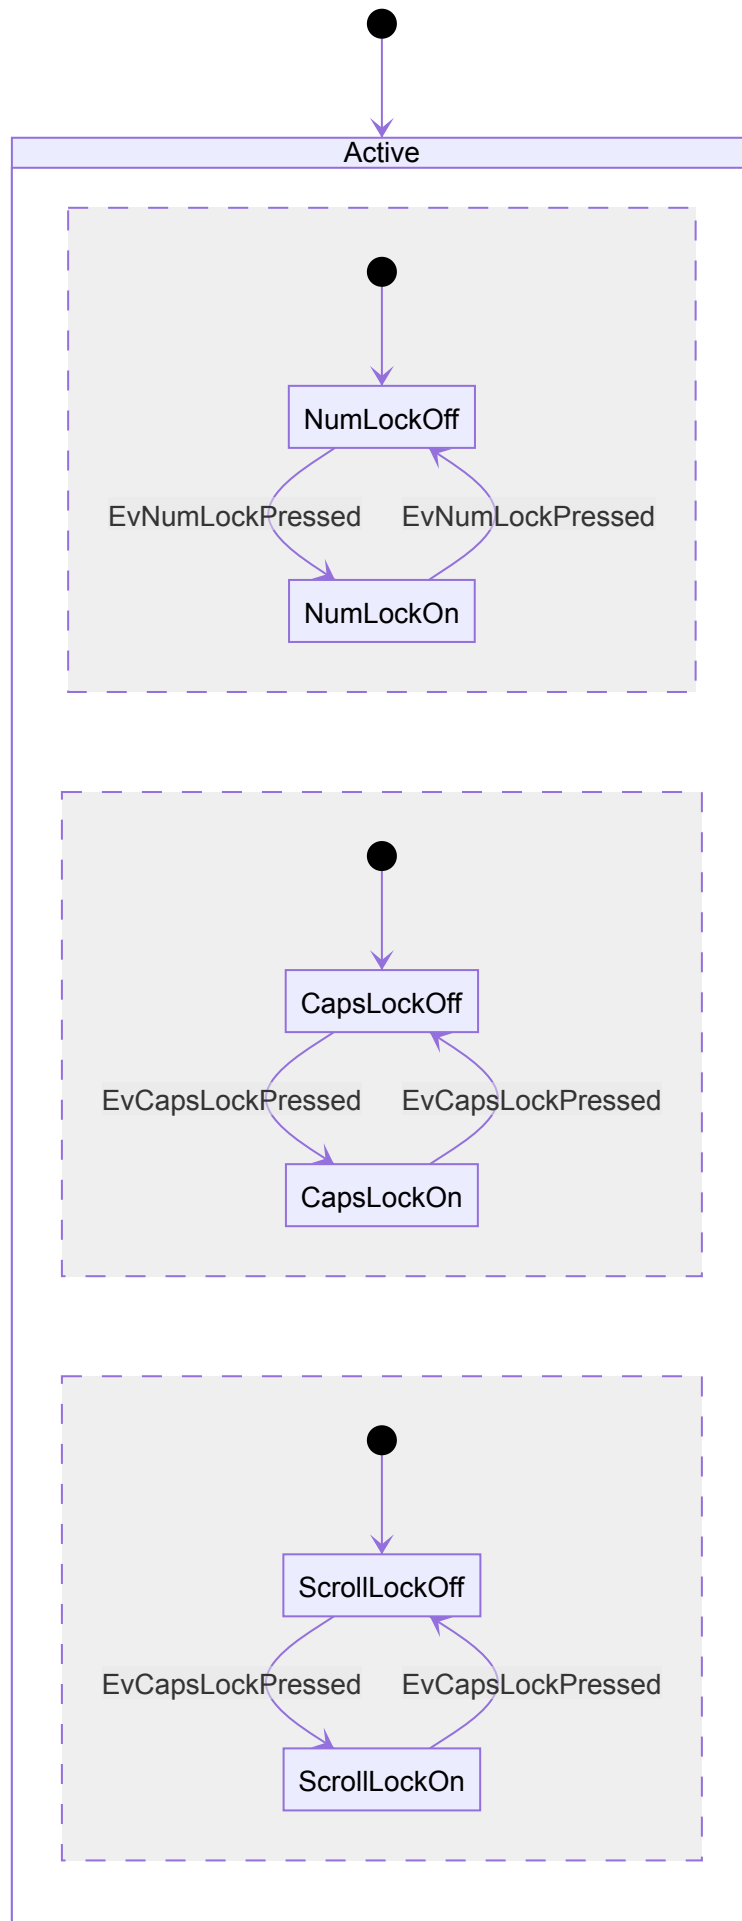 Active
NumLockOff
EvNumLockPressed EvNumLockPressed
NumLockOn
CapsLockOff
EvCapsLockPressed EvCapsLockPressed
CapsLockOn
ScrollLockOff
EvCapsLockPressed EvCapsLockPressed
ScrollLockOn